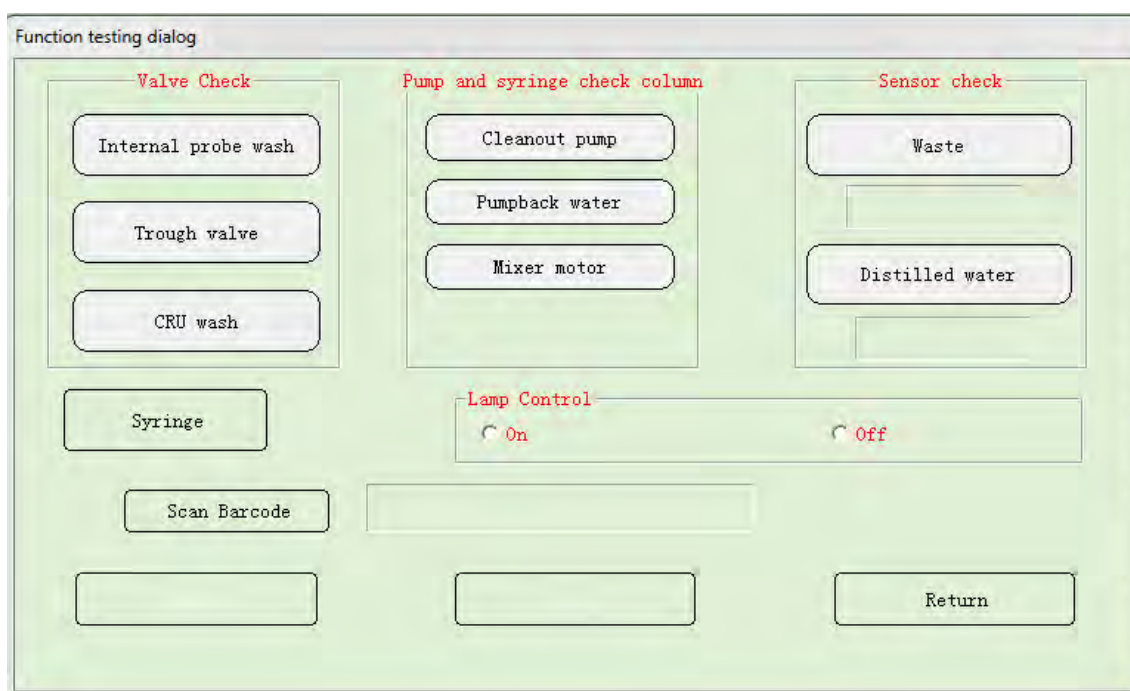 Function testing dialog
Valve Check
Internal probe wash
Trough valve
CRU wash
Pump and syringe check column
Cleanout pump
Pumpback water
Mixer motor
Sensor check
Waste
Distilled water
Syringe
Lamp Control
On
Off
Scan Barcode
Return